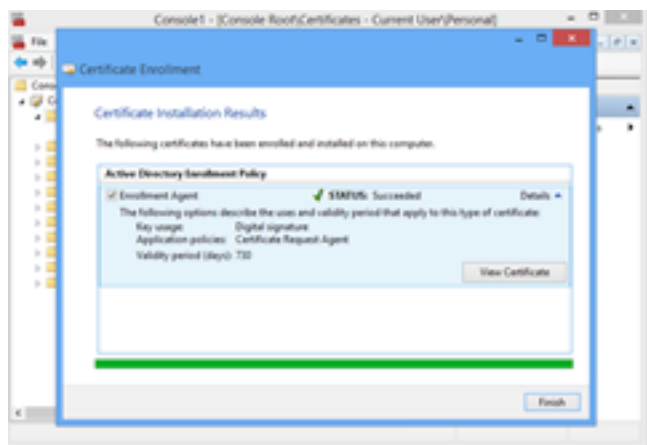 Console1 - [Console Root\Certificates - Current User\Personal]
File
Certificate Enrollment
Certificate Installation Results
The following certificates have been enrolled and installed on this computer.
Active Directory Enrollment Policy
Enrollment Agent STATUS: Succeeded Details
The following options describe the uses and validity period that apply to this type of certificate:
Key usage: Digital signature
Application policies: Certificate Request Agent
Validity period (days): 730
View Certificate
Finish